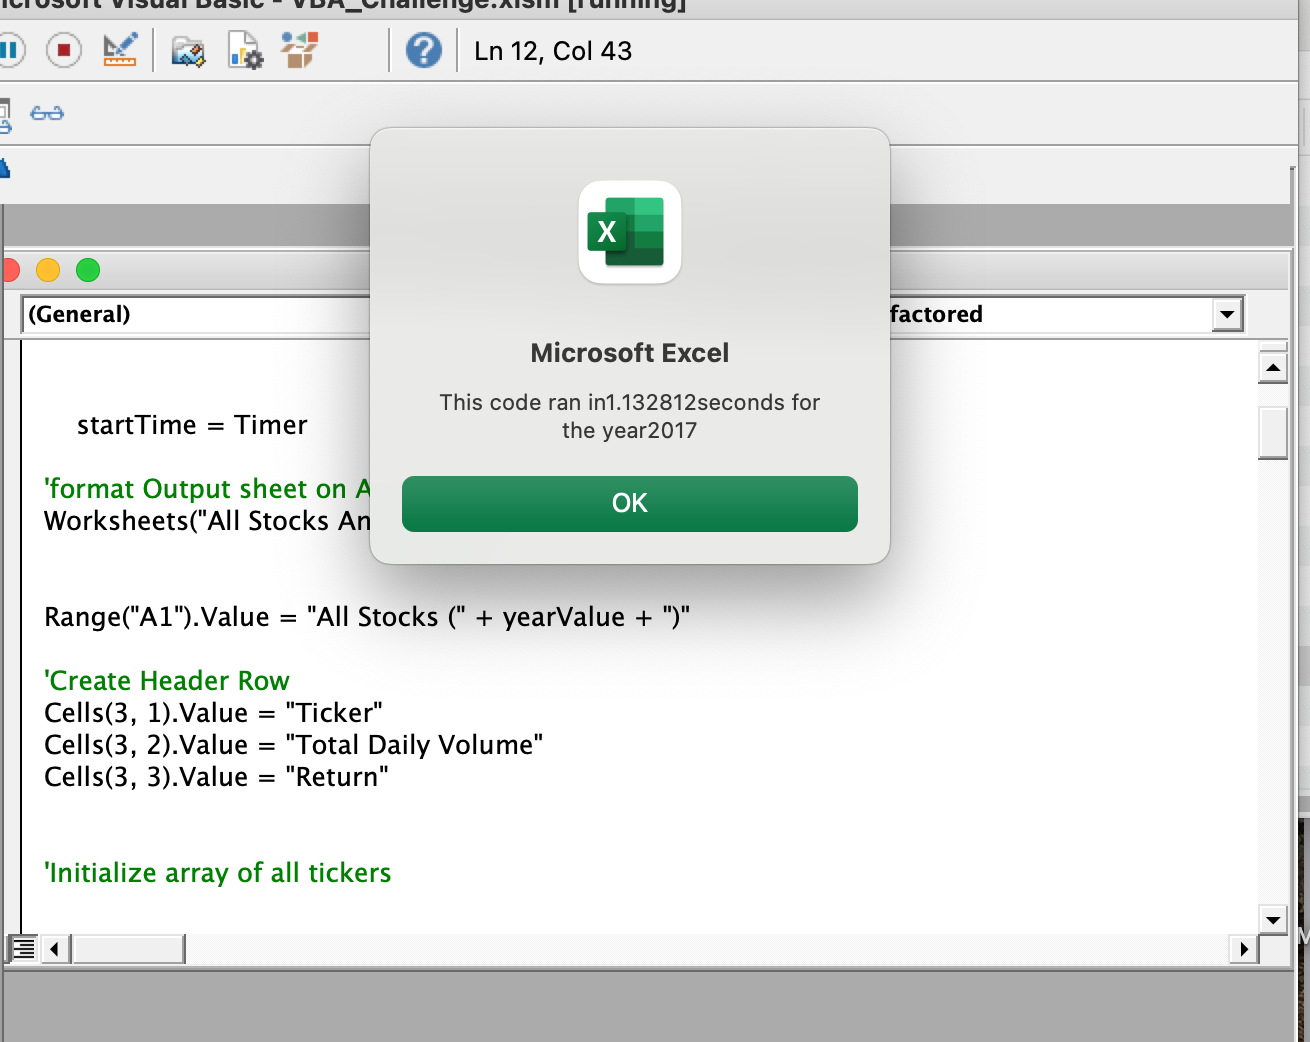 Microsoft Visual Basic - VBA_Challenge.xlsm [running]
Ln 12, Col 43
(General)
factored
X
Microsoft Excel
This code ran in1.132812seconds for
the year2017
OK
startTime = Timer
'format Output sheet on A
Worksheets("All Stocks An
Range("A1").Value = "All Stocks (" + yearValue + ")"
'Create Header Row
Cells(3, 1).Value = "Ticker"
Cells(3, 2).Value = "Total Daily Volume"
Cells(3, 3).Value = "Return"
'Initialize array of all tickers